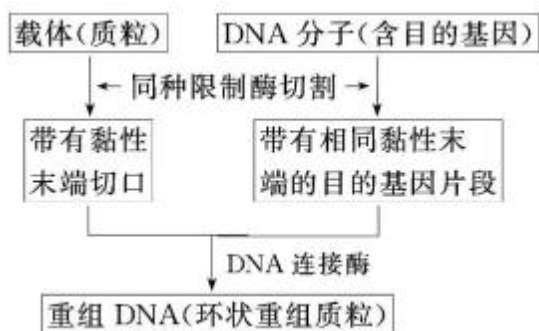 载体(质粒) DNA 分子(含目的基因)
← 同种限制酶切割 →
带有黏性 带有相同黏性末
末端切口 端的目的基因片段
DNA 连接酶
重组 DNA(环状重组质粒)